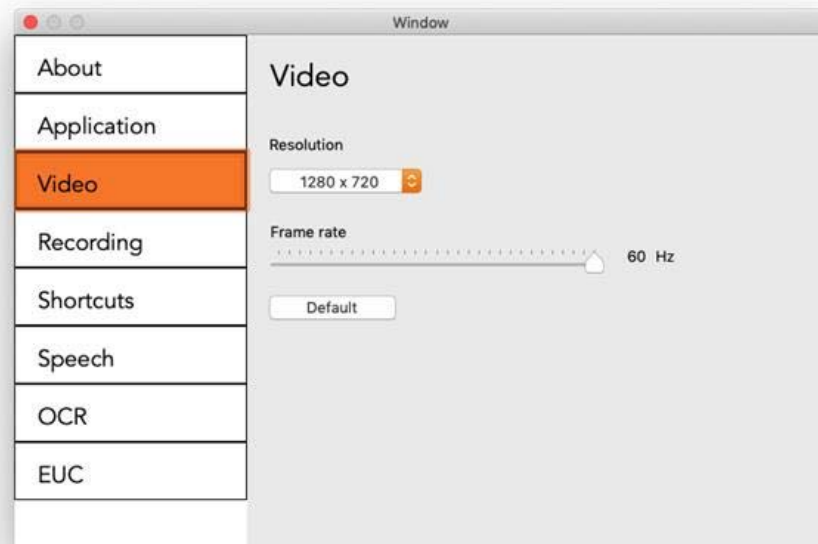 Window
About
Application
Video
Recording
Shortcuts
Speech
OCR
EUC
Video
Resolution
1280 x 720
Frame rate
60 Hz
Default